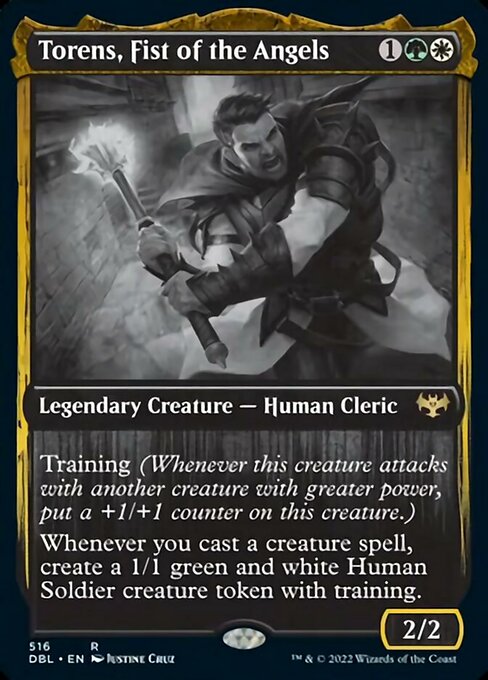 Torens, Fist of the Angels 1
Legendary Creature — Human Cleric
Training (Whenever this creature attacks
with another creature with greater power,
put a +1/+1 counter on this creature.)
Whenever you cast a creature spell,
create a 1/1 green and white Human
Soldier creature token with training.
2/2
516 R
DBL • EN Justine Cruz
™ & © 2022 Wizards of the Coast